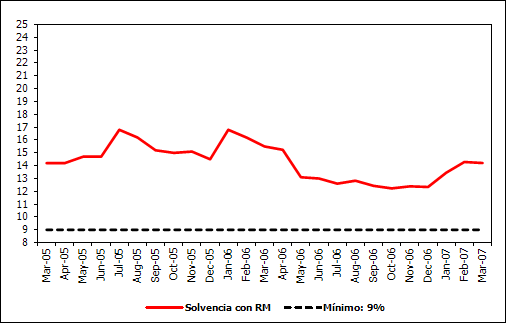 25
24
23
22
21
20
19
18
17
16
15
14
13
12
11
10
9
8
Mar-05
Apr-05
May-05
Jun-05
Jul-05
Aug-05
Sep-05
Oct-05
Nov-05
Dec-05
Jan-06
Feb-06
Mar-06
Apr-06
May-06
Jun-06
Jul-06
Aug-06
Sep-06
Oct-06
Nov-06
Dec-06
Jan-07
Feb-07
Mar-07
Solvencia con RM
Mínimo: 9%